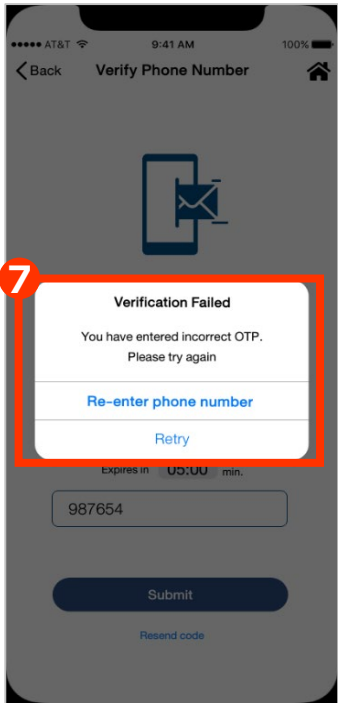 AT&T 9:41 AM 100%
Back Verify Phone Number
7
Verification Failed
You have entered incorrect OTP.
Please try again
Re-enter phone number
Retry
Expires in 05:00 min.
987654
Submit
Resend code